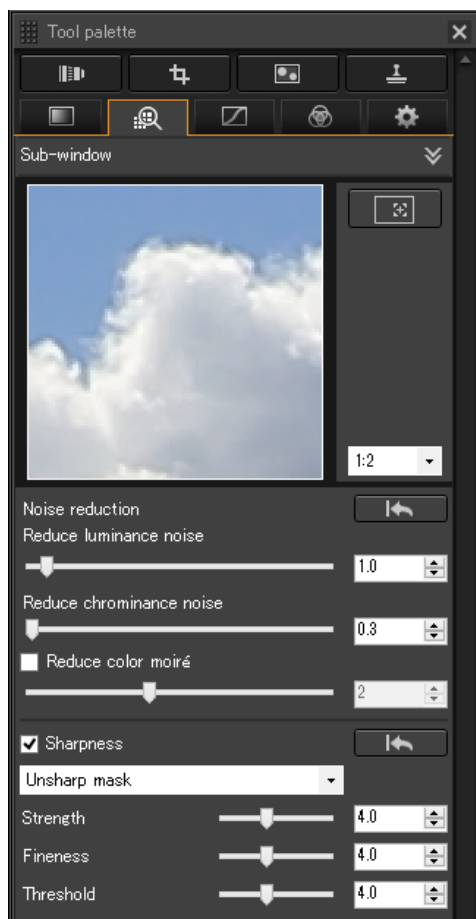 Tool palette
Sub-window
1:2
Noise reduction
Reduce luminance noise
1.0
Reduce chrominance noise
0.3
Reduce color moiré
2
Sharpness
Unsharp mask
Strength 4.0
Fineness 4.0
Threshold 4.0